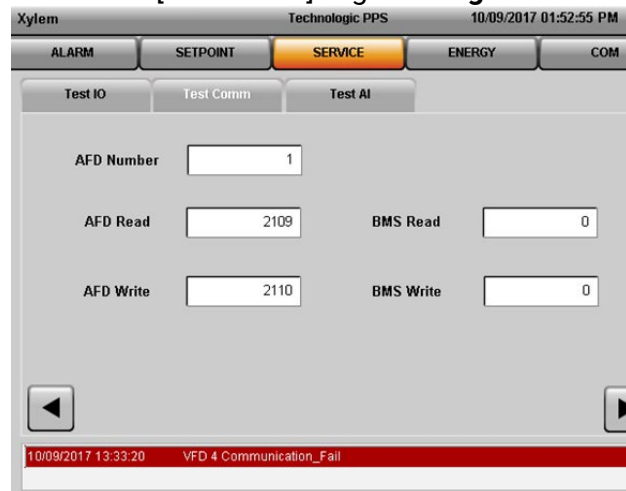 Xylem Technologic PPS 10/09/2017 01:52:55 PM
ALARM SETPOINT SERVICE ENERGY COM
Test IO Test Comm Test AI
AFD Number 1
AFD Read 2109 BMS Read 0
AFD Write 2110 BMS Write 0
10/09/2017 13:33:20 VFD 4 Communication_Fail